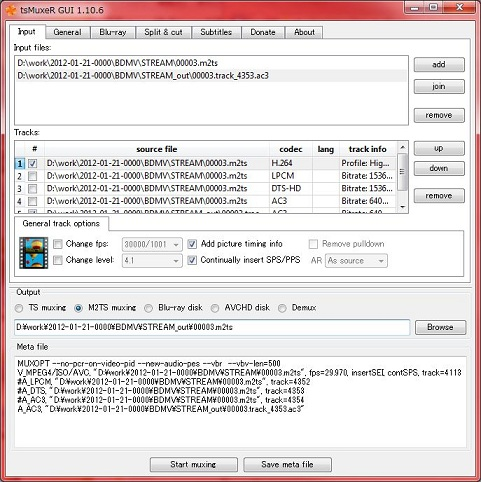 tsMuxeR GUI 1.10.6
Input General Blu-ray Split & cut Subtitles Donate About
Input files:
D:\work\2012-01-21-0000\BDMV\STREAM\00003.m2ts
D:\work\2012-01-21-0000\BDMV\STREAM_out\00003.track_4353.ac3
add
join
remove
Tracks:
# source file codec lang track info
1 D:\work\2012-01-21-0000\BDMV\STREAM\00003.m2ts H.264 Profile: Hig...
2 D:\work\2012-01-21-0000\BDMV\STREAM\00003.m2ts LPCM Bitrate: 1536...
3 D:\work\2012-01-21-0000\BDMV\STREAM\00003.m2ts DTS-HD Bitrate: 1536...
4 D:\work\2012-01-21-0000\BDMV\STREAM\00003.m2ts AC3 Bitrate: 640...
AC3 Bitrate: 640...
up
down
remove
General track options
Change fps: 30000/1001 Add picture timing info Remove pulldown
Change level: 4.1 Continually insert SPS/PPS AR As source
Output
TS muxing M2TS muxing Blu-ray disk AVCHD disk Demux
D:¥work¥2012-01-21-0000¥BDMV¥STREAM_out¥00003.m2ts Browse
Meta file
MUXOPT --no-pcr-on-video-pid --new-audio-pes --vbr --vbv-len=500
V_MPEG4/ISO/AVC, "D:¥work¥2012-01-21-0000¥BDMV¥STREAM¥00003.m2ts", fps=29.970, insertSEI, contSPS, track=4113
#A_LPCM, "D:¥work¥2012-01-21-0000¥BDMV¥STREAM¥00003.m2ts", track=4352
#A_DTS, "D:¥work¥2012-01-21-0000¥BDMV¥STREAM¥00003.m2ts", track=4353
#A_AC3, "D:¥work¥2012-01-21-0000¥BDMV¥STREAM¥00003.m2ts", track=4354
A_AC3, "D:¥work¥2012-01-21-0000¥BDMV¥STREAM_out¥00003.track_4353.ac3"
Start muxing Save meta file